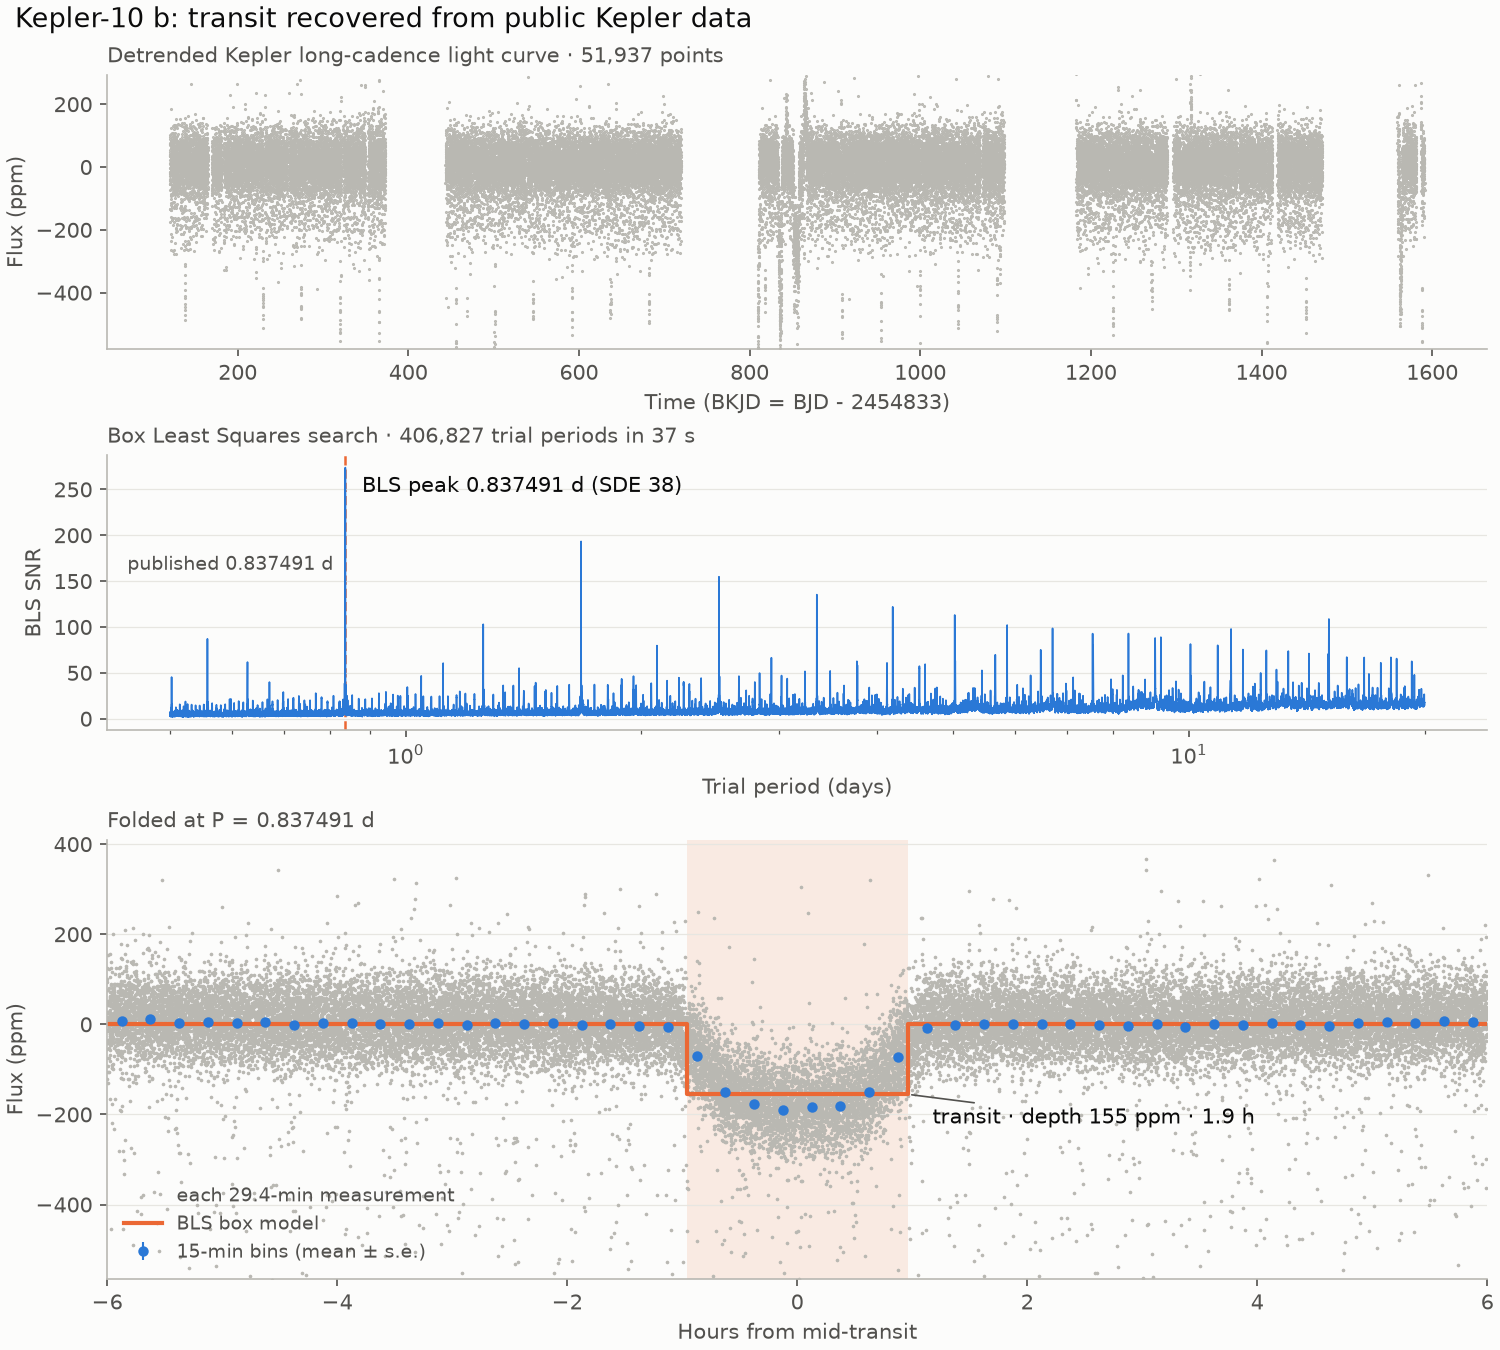 Kepler-10 b: transit recovered from public Kepler data
Detrended Kepler long-cadence light curve · 51,937 points
Flux (ppm)
200
0
−200
−400
200
400
600
800
1000
1200
1400
1600
Time (BKJD = BJD - 2454833)
Box Least Squares search · 406,827 trial periods in 37 s
BLS SNR
250
200
150
100
50
0
BLS peak 0.837491 d (SDE 38)
published 0.837491 d
10⁰
10¹
Trial period (days)
Folded at P = 0.837491 d
Flux (ppm)
400
200
0
−200
−400
transit · depth 155 ppm · 1.9 h
each 29.4-min measurement
BLS box model
15-min bins (mean ± s.e.)
−6
−4
−2
0
2
4
6
Hours from mid-transit